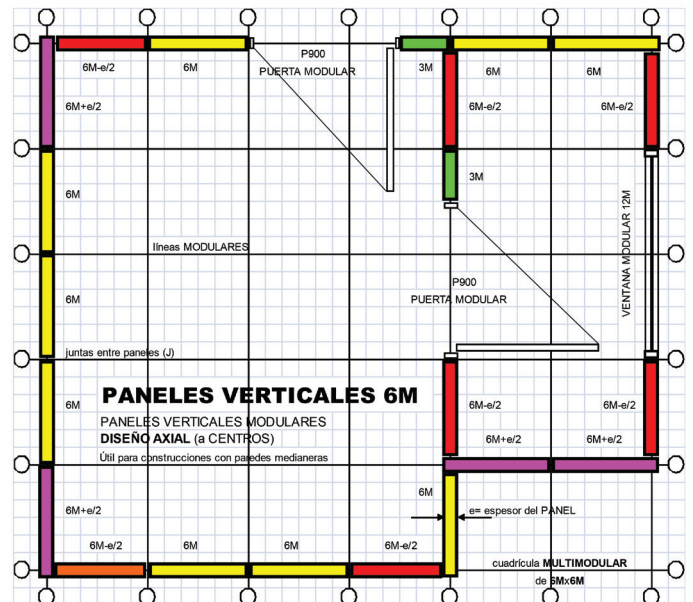 P900
PUERTA MODULAR
6M-e/2
6M
3M
6M
6M
6M+e/2
6M-e/2
6M-e/2
6M
3M
VENTANA MODULAR 12M
líneas MODULARES
6M
P900
PUERTA MODULAR
juntas entre paneles (J)
PANELES VERTICALES 6M
6M
PANELES VERTICALES MODULARES
6M-e/2
6M-e/2
DISEÑO AXIAL (a CENTROS)
6M+e/2
6M+e/2
Útil para construcciones con paredes medianeras
6M
6M+e/2
e= espesor del PANEL
6M-e/2
6M
6M
6M-e/2
cuadrícula MULTIMODULAR
de 6Mx6M